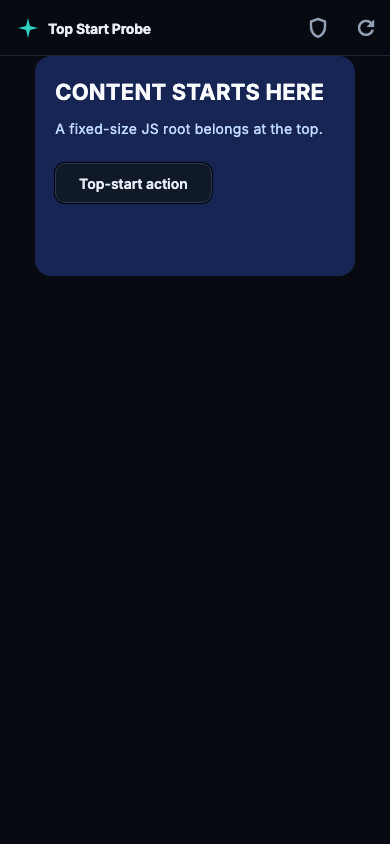 Top Start Probe
CONTENT STARTS HERE
A fixed-size JS root belongs at the top.
Top-start action